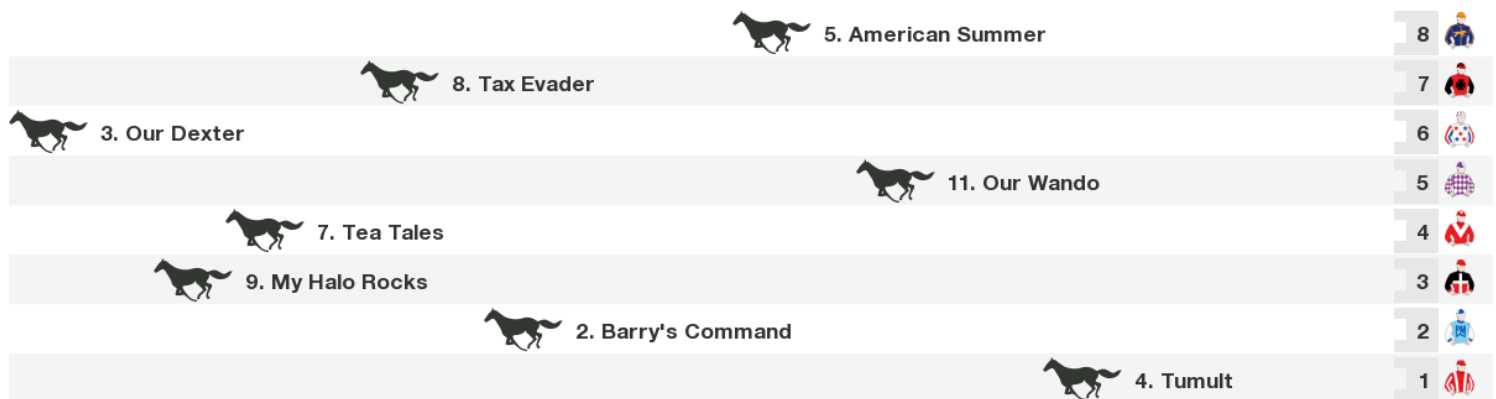 5. American Summer 8
8. Tax Evader 7
3. Our Dexter 6
11. Our Wando 5
7. Tea Tales 4
9. My Halo Rocks 3
2. Barry's Command 2
4. Tumult 1